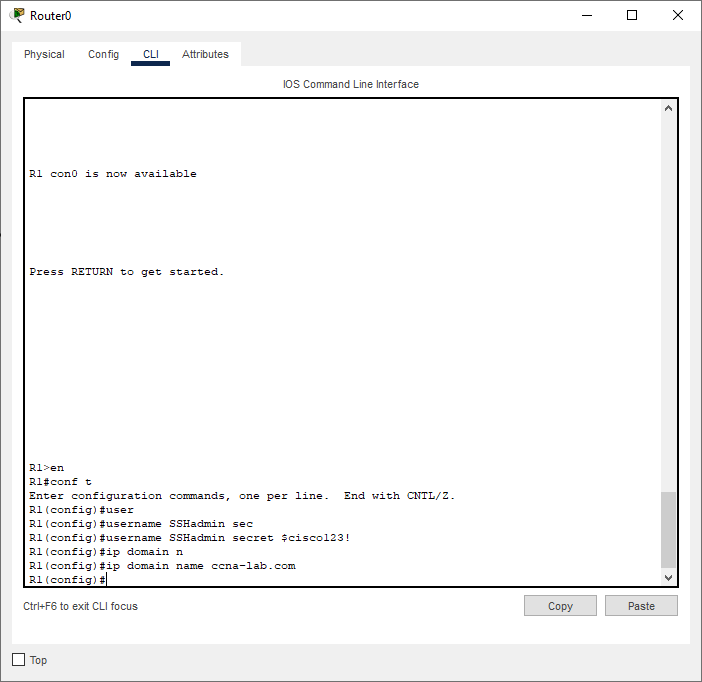 Router0
Physical Config CLI Attributes
IOS Command Line Interface
R1 con0 is now available
Press RETURN to get started.
R1>en
R1#conf t
Enter configuration commands, one per line.  End with CNTL/Z.
R1(config)#user
R1(config)#username SSHadmin sec
R1(config)#username SSHadmin secret $cisco123!
R1(config)#ip domain n
R1(config)#ip domain name ccna-lab.com
R1(config)#
Ctrl+F6 to exit CLI focus
Copy Paste
Top